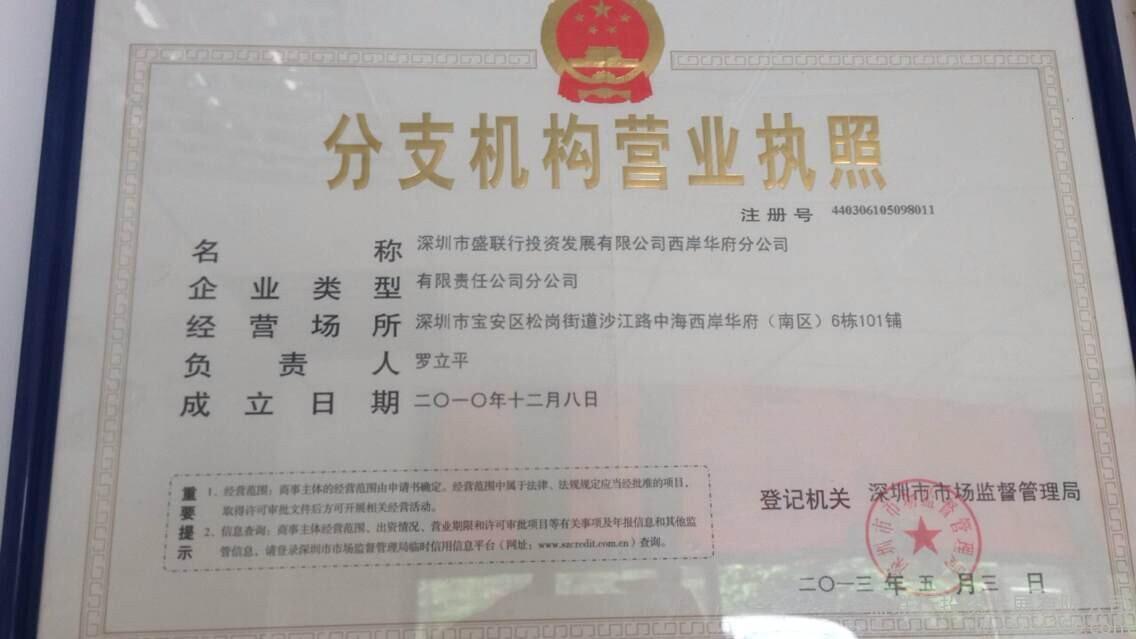 分支机构营业执照
注册号 440306105098011
名称 深圳市盛联行投资发展有限公司西岸华府分公司
企业类型 有限责任公司分公司
经营场所 深圳市宝安区松岗街道沙江路中海西岸华府（南区）6栋101铺
负责人 罗立平
成立日期 二〇一〇年十二月八日
重要提示
1、经营范围：商事主体的经营范围由申请书确定。经营范围中属于法律、法规规定应当经批准的项目，
取得许可审批文件后方可开展相关经营活动。
2、信息查询：商事主体经营范围、出资情况、营业期限和许可审批项目等有关事项及年报信息和其他监
管信息，请登录深圳市市场监督管理局临时信用信息平台（网址：www.szcredit.com.cn）查询。
登记机关 深圳市市场监督管理局
深圳市市场监督管理局
二〇一三年五月三日